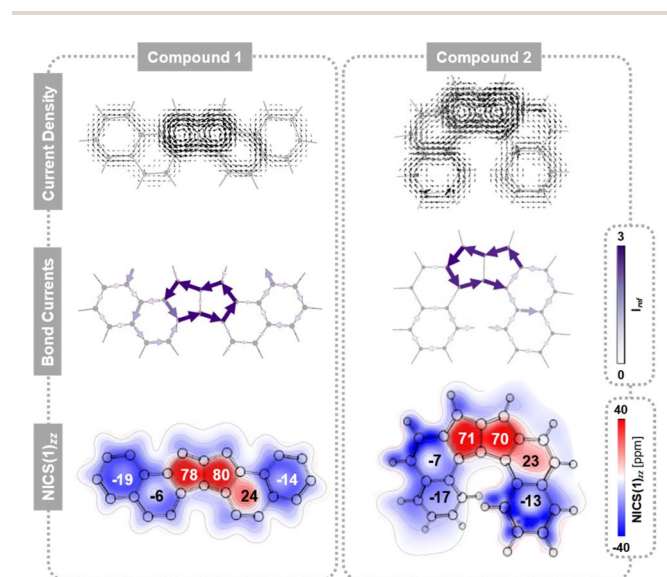 Compound 1
Compound 2
Current Density
Bond Currents
3
I_rel
0
NICS(1)zz
-19
-6
78
80
24
-14
71
70
-7
23
-17
-13
40
NICS(1)zz [ppm]
-40